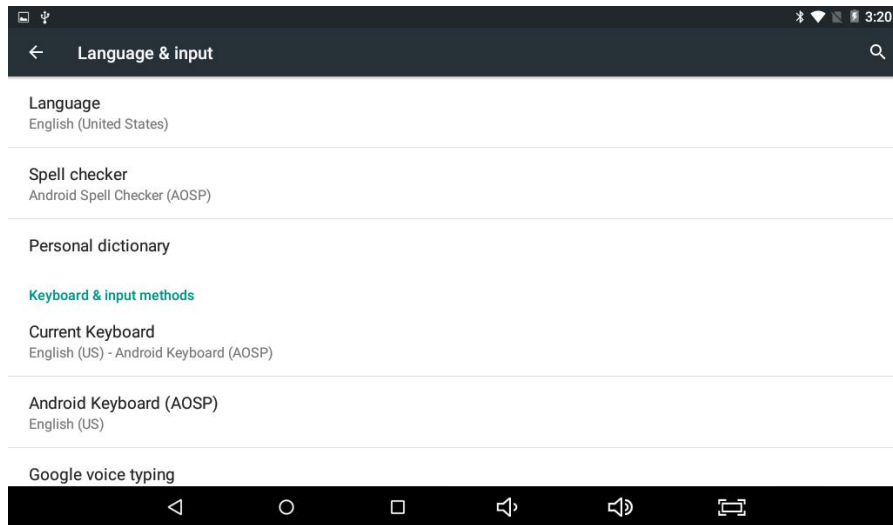 3:20
Language & input
Language
English (United States)
Spell checker
Android Spell Checker (AOSP)
Personal dictionary
Keyboard & input methods
Current Keyboard
English (US) - Android Keyboard (AOSP)
Android Keyboard (AOSP)
English (US)
Google voice typing